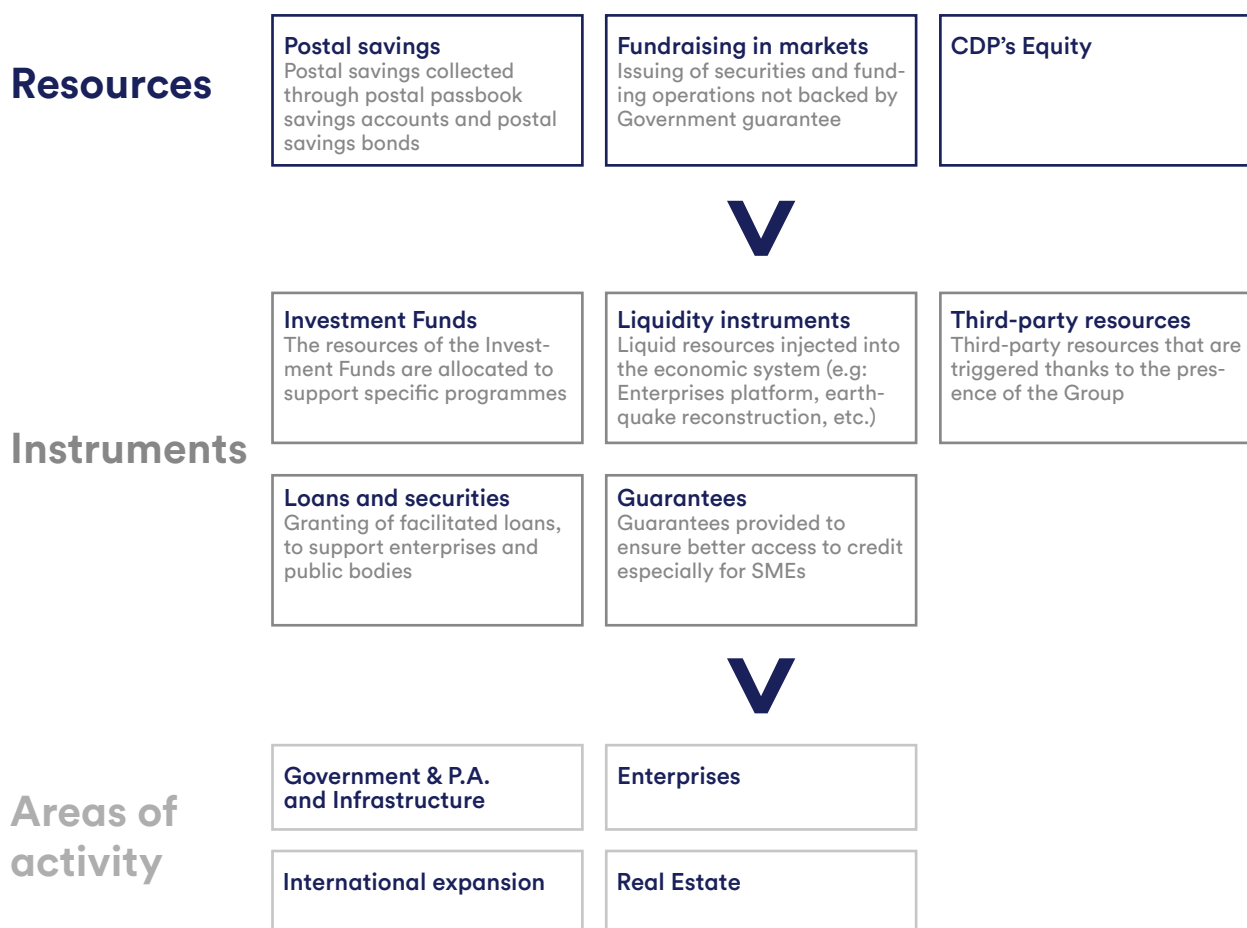 Resources
Postal savings
Postal savings collected
through postal passbook
savings accounts and postal
savings bonds
Fundraising in markets
Issuing of securities and fund-
ing operations not backed by
Government guarantee
CDP's Equity
Instruments
Investment Funds
The resources of the Invest-
ment Funds are allocated to
support specific programmes
Liquidity instruments
Liquid resources injected into
the economic system (e.g:
Enterprises platform, earth-
quake reconstruction, etc.)
Third-party resources
Third-party resources that are
triggered thanks to the pres-
ence of the Group
Loans and securities
Granting of facilitated loans,
to support enterprises and
public bodies
Guarantees
Guarantees provided to
ensure better access to credit
especially for SMEs
Areas of
activity
Government & P.A.
and Infrastructure
Enterprises
International expansion
Real Estate